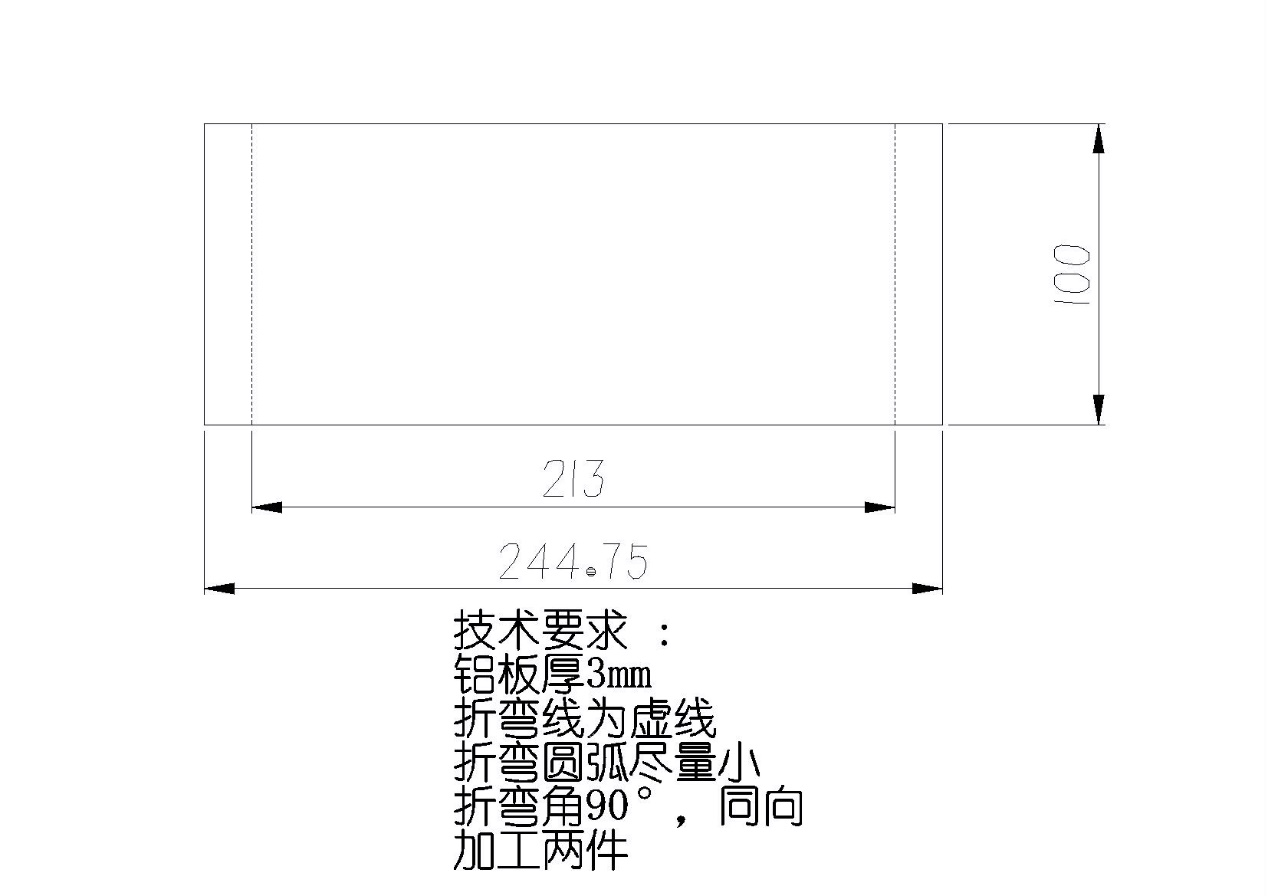 100
213
244.75
技术要求 ：
铝板厚3mm
折弯线为虚线
折弯圆弧尽量小
折弯角90°，同向
加工两件